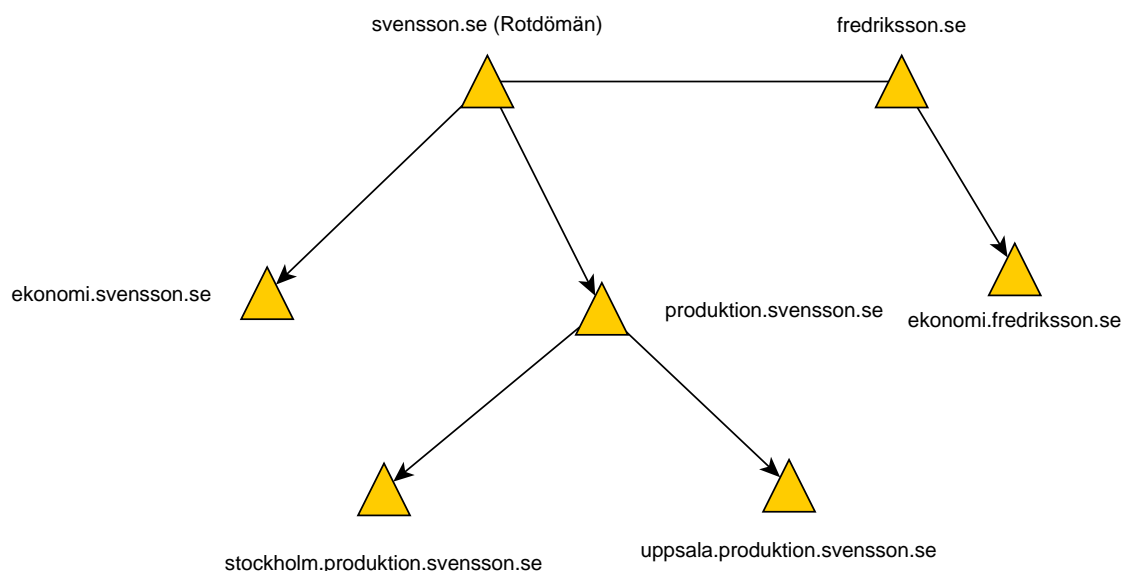 svensson.se (Rotdömän)
fredriksson.se
ekonomi.svensson.se
produktion.svensson.se
ekonomi.fredriksson.se
stockholm.produktion.svensson.se
uppsala.produktion.svensson.se